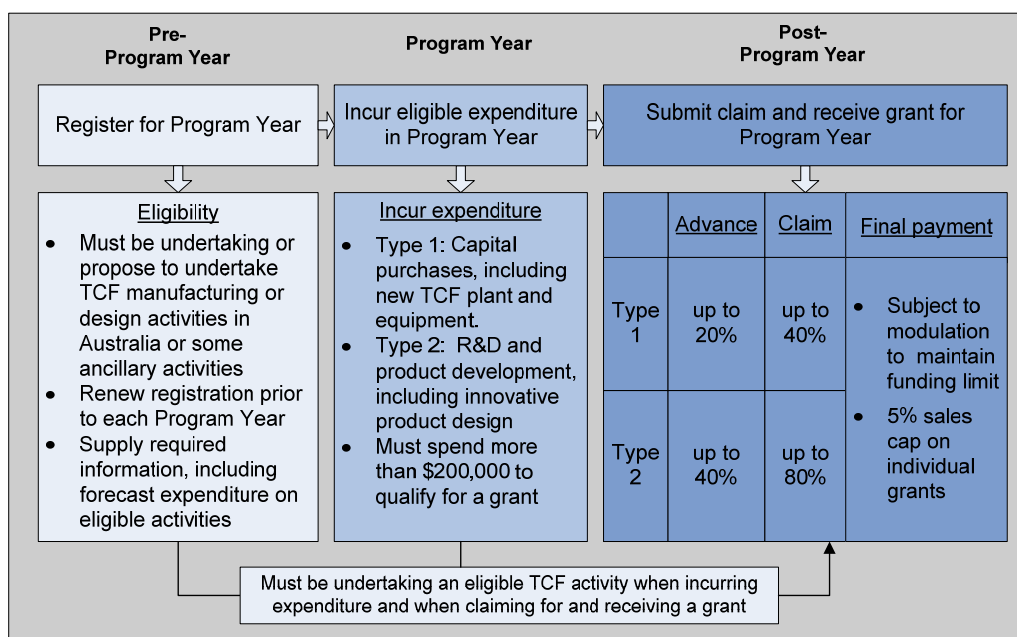 Pre-
Program Year
Program Year
Post-
Program Year
Register for Program Year
Incur eligible expenditure
in Program Year
Submit claim and receive grant for
Program Year
Eligibility
• Must be undertaking or
propose to undertake
TCF manufacturing or
design activities in
Australia or some
ancillary activities
• Renew registration prior
to each Program Year
• Supply required
information, including
forecast expenditure on
eligible activities
Incur expenditure
• Type 1: Capital
purchases, including
new TCF plant and
equipment.
• Type 2: R&D and
product development,
including innovative
product design
• Must spend more
than $200,000 to
qualify for a grant
Advance
Claim
Final payment
Type
1
up to
20%
up to
40%
Type
2
up to
40%
up to
80%
• Subject to
modulation
to maintain
funding limit
• 5% sales
cap on
individual
grants
Must be undertaking an eligible TCF activity when incurring
expenditure and when claiming for and receiving a grant